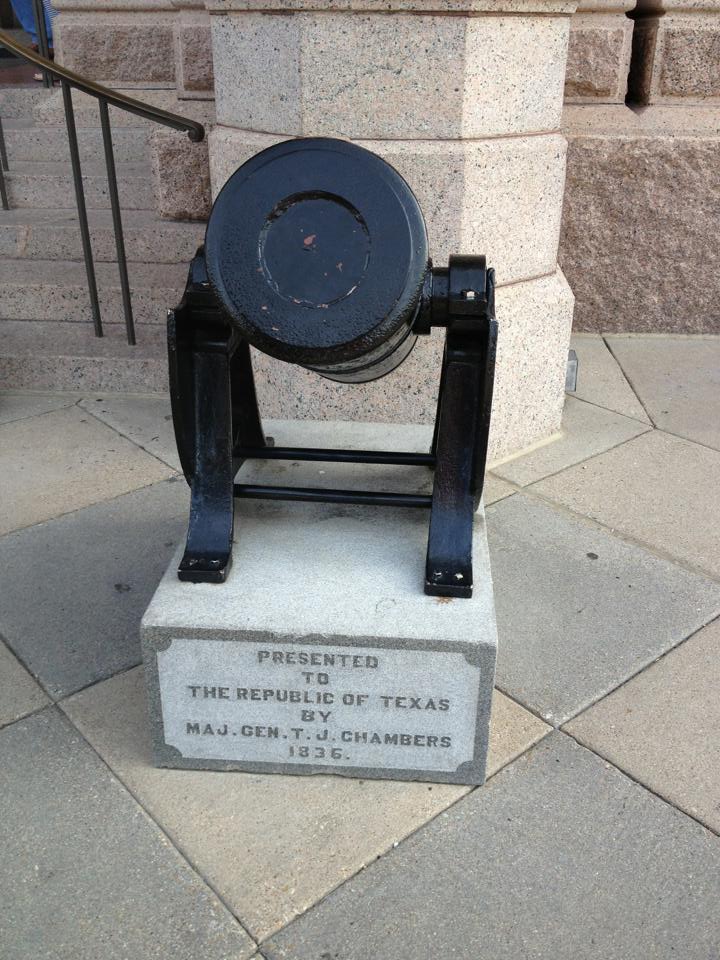 PRESENTED
TO
THE REPUBLIC OF TEXAS
BY
MAJ. GEN. T. J. CHAMBERS
1836.